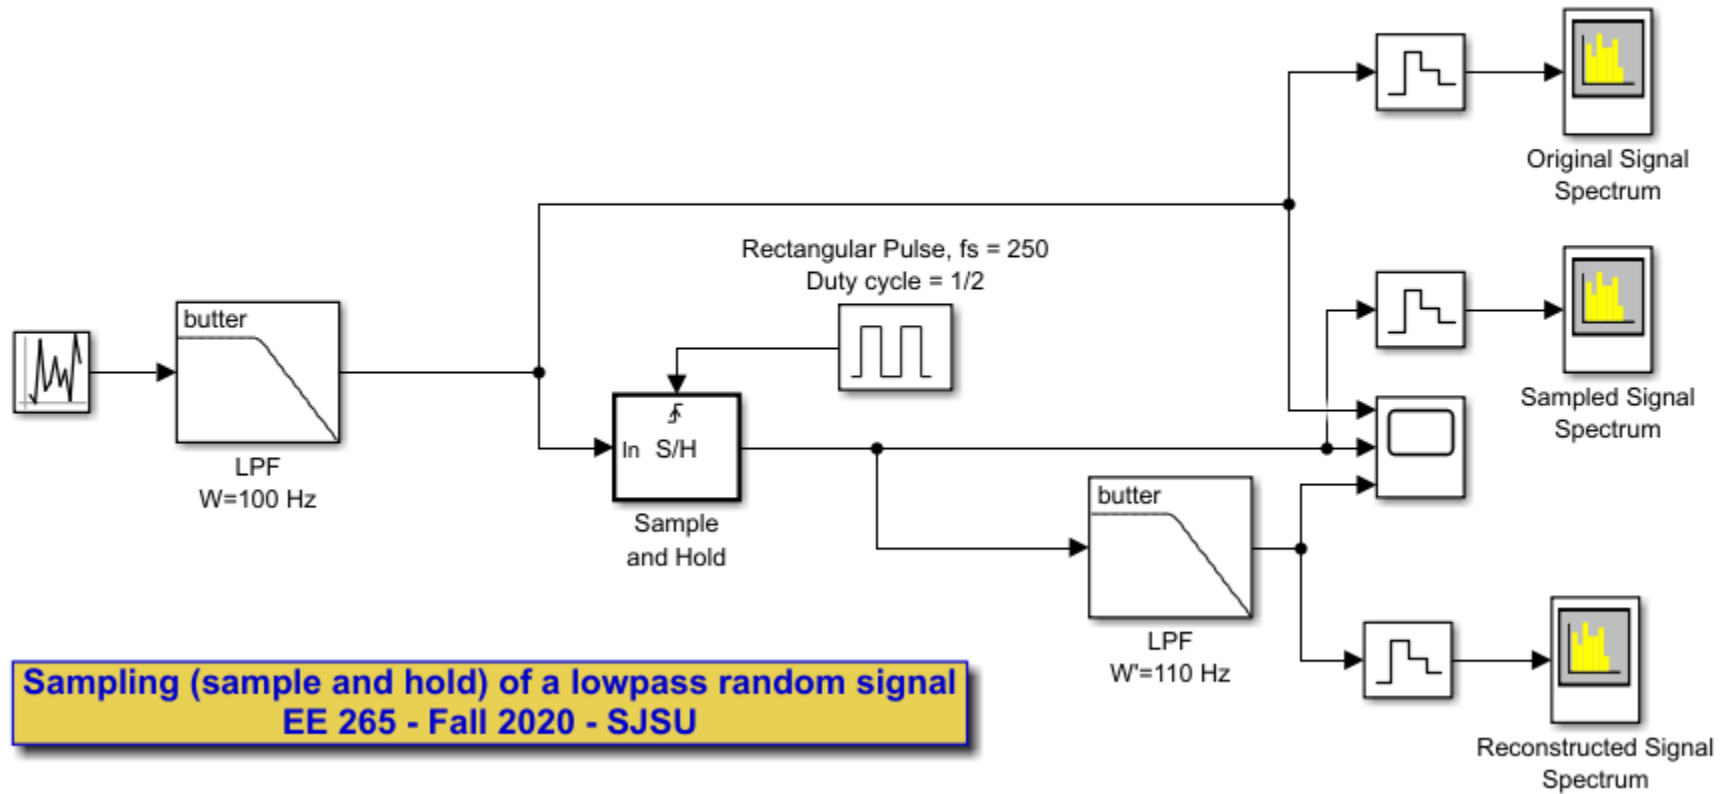 Original Signal
Spectrum
Rectangular Pulse, fs = 250
Duty cycle = 1/2
butter
LPF
W=100 Hz
In S/H
Sample
and Hold
Sampled Signal
Spectrum
butter
LPF
W'=110 Hz
Sampling (sample and hold) of a lowpass random signal
EE 265 - Fall 2020 - SJSU
Reconstructed Signal
Spectrum